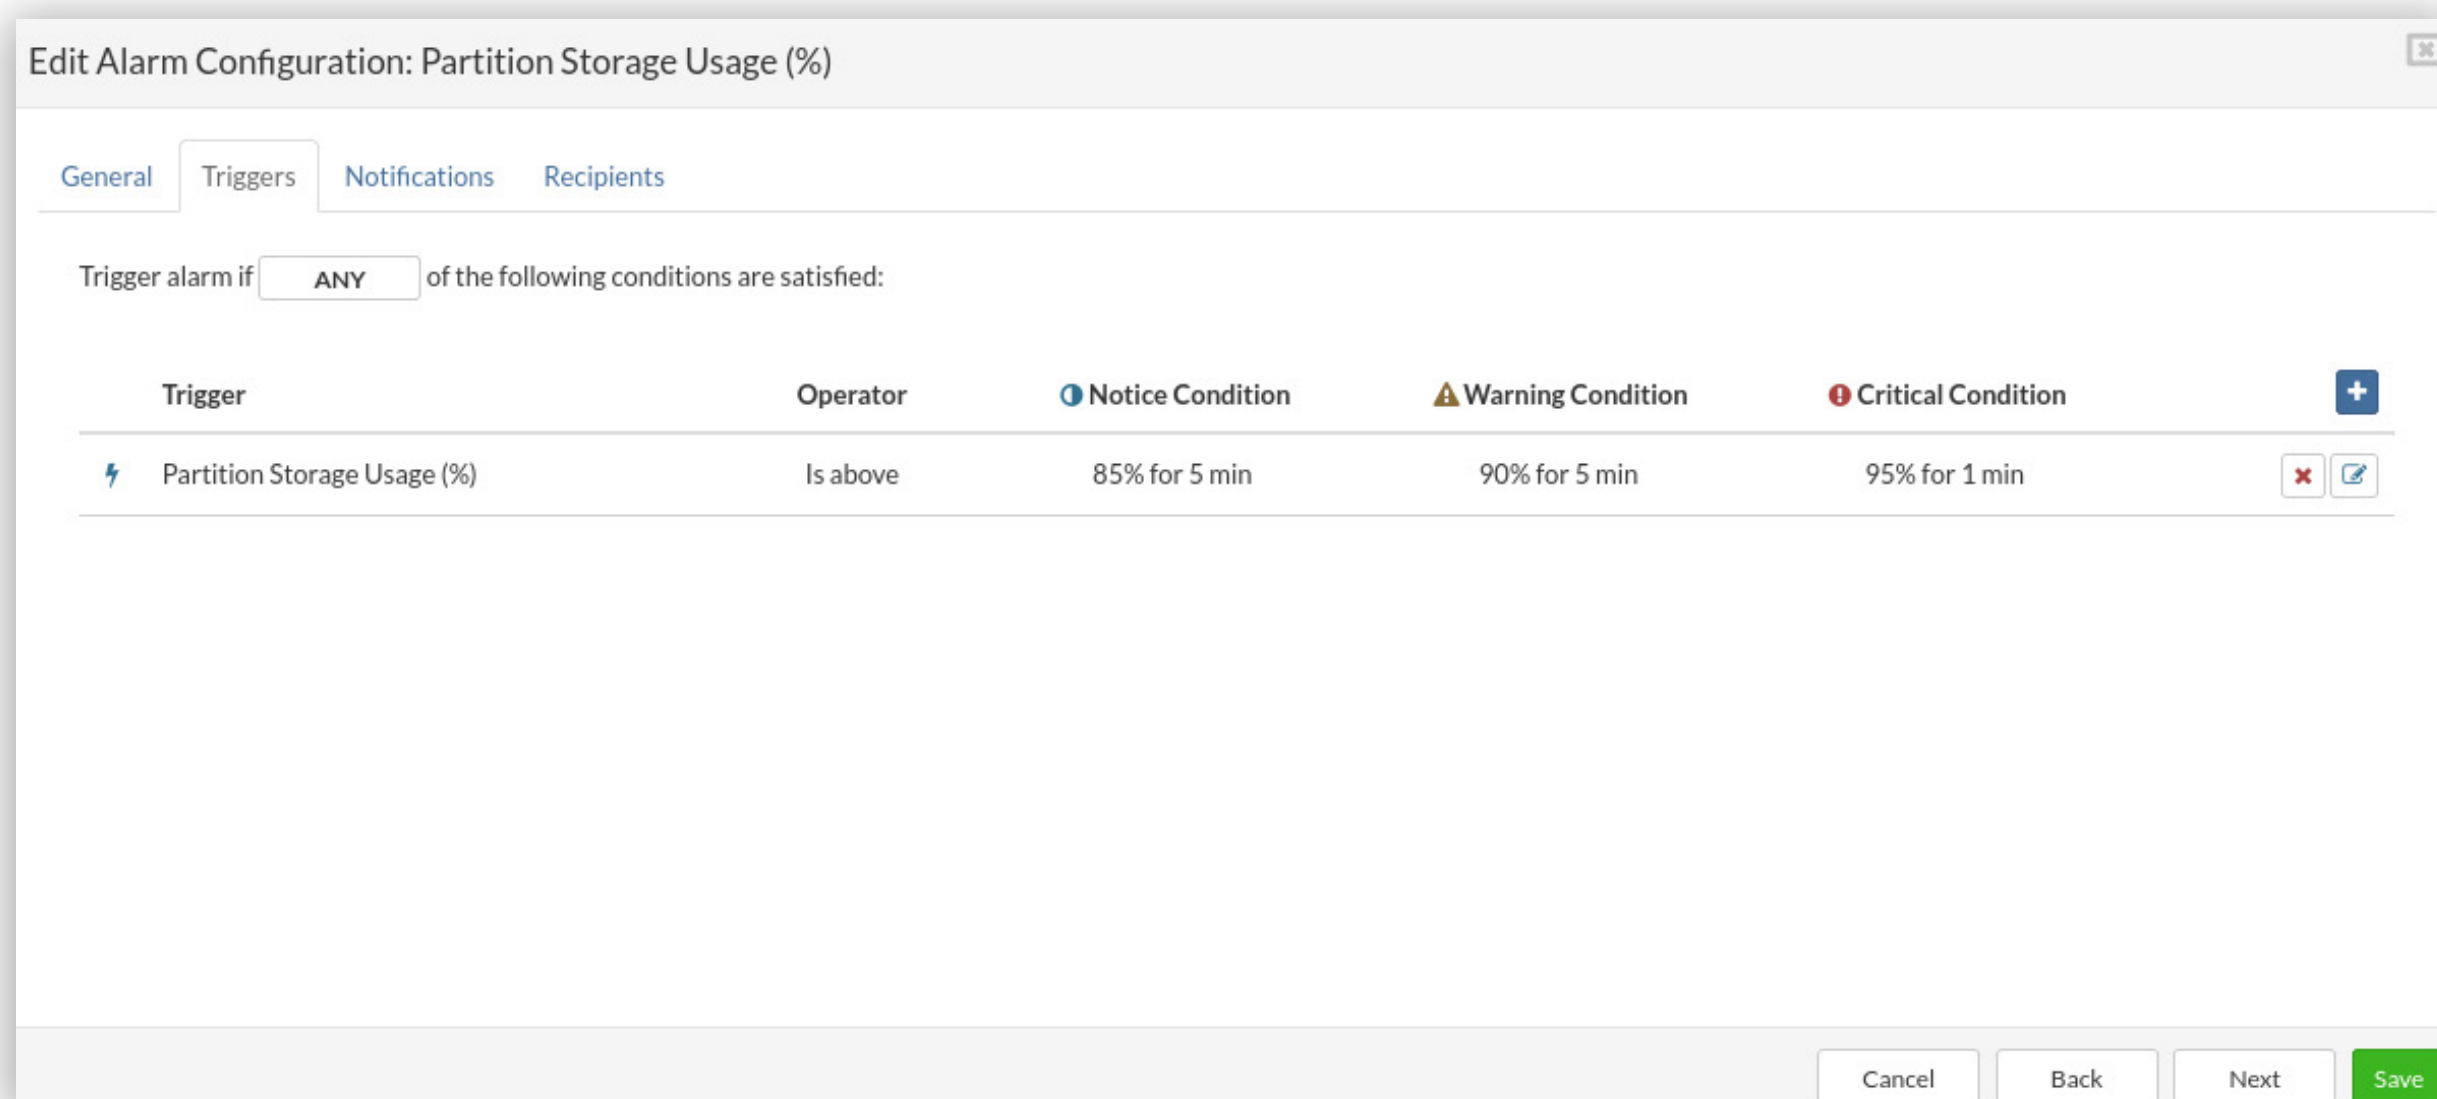 Edit Alarm Configuration: Partition Storage Usage (%)
General Triggers Notifications Recipients
Trigger alarm if ANY of the following conditions are satisfied:
Trigger Operator Notice Condition Warning Condition Critical Condition
Partition Storage Usage (%) Is above 85% for 5 min 90% for 5 min 95% for 1 min
Cancel Back Next Save